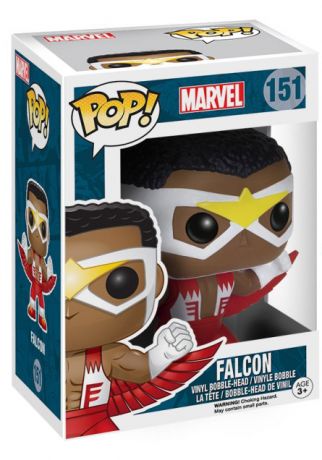 POP!
MARVEL
151
POP!
FALCON
151
FALCON
VINYL BOBBLE-HEAD / VINYLE BOBBLE
LA TÊTE / BOBBLE-HEAD DE VINIL
WARNING! Choking Hazard.
May contain small parts.
AGE
3+